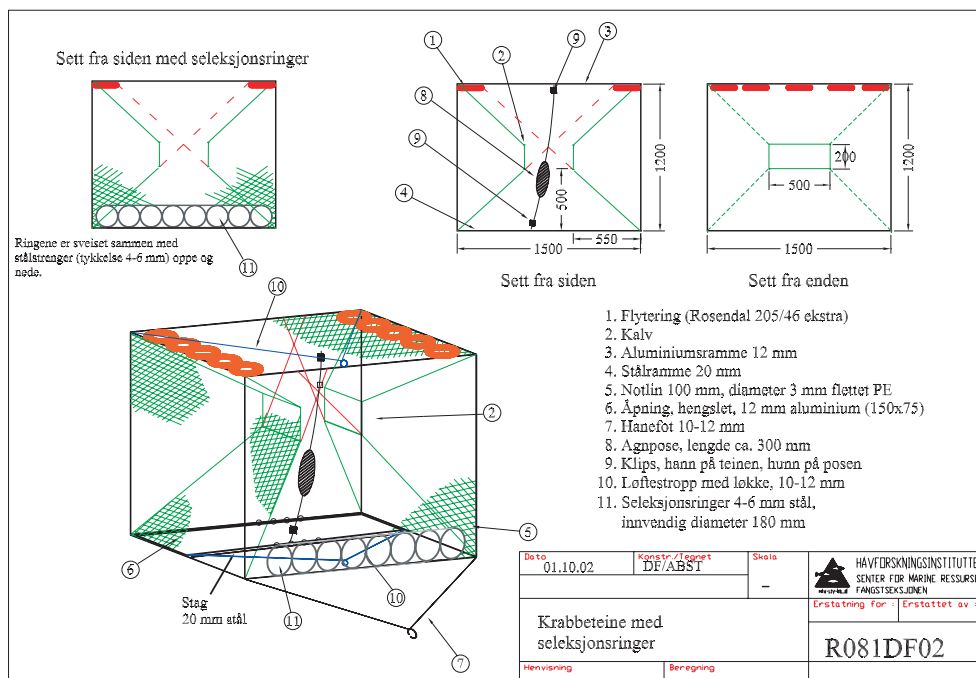 Sett fra siden med seleksjonsringer
Ringene er sveiset sammen med
stålstrenger (tykkelse 4-6 mm) oppe og
nede.
11
1
2
9
3
8
9
4
500
1200
550
1500
Sett fra siden
200
500
1200
1500
Sett fra enden
10
2
5
6
Stag
20 mm stål
11
10
7
1. Flytering (Rosendal 205/46 ekstra)
2. Kalv
3. Aluminiumsramme 12 mm
4. Stålramme 20 mm
5. Notlin 100 mm, diameter 3 mm flettet PE
6. Åpning, hengslet, 12 mm aluminium (150x75)
7. Hanefot 10-12 mm
8. Agnpose, lengde ca. 300 mm
9. Klips, hann på teinen, hunn på posen
10. Løftestropp med løkke, 10-12 mm
11. Seleksjonsringer 4-6 mm stål,
innvendig diameter 180 mm
Dato
01.10.02
Konstr./Tegnet
DF/ABST
Skala
-
HAVFORSKNINGSINSTITUTTE
SENTER FOR MARINE RESSURSE
FANGSTSEKSJONEN
Erstatning for :
Erstattet av :
Krabbeteine med
seleksjonsringer
R081DF02
Henvisning
Beregning